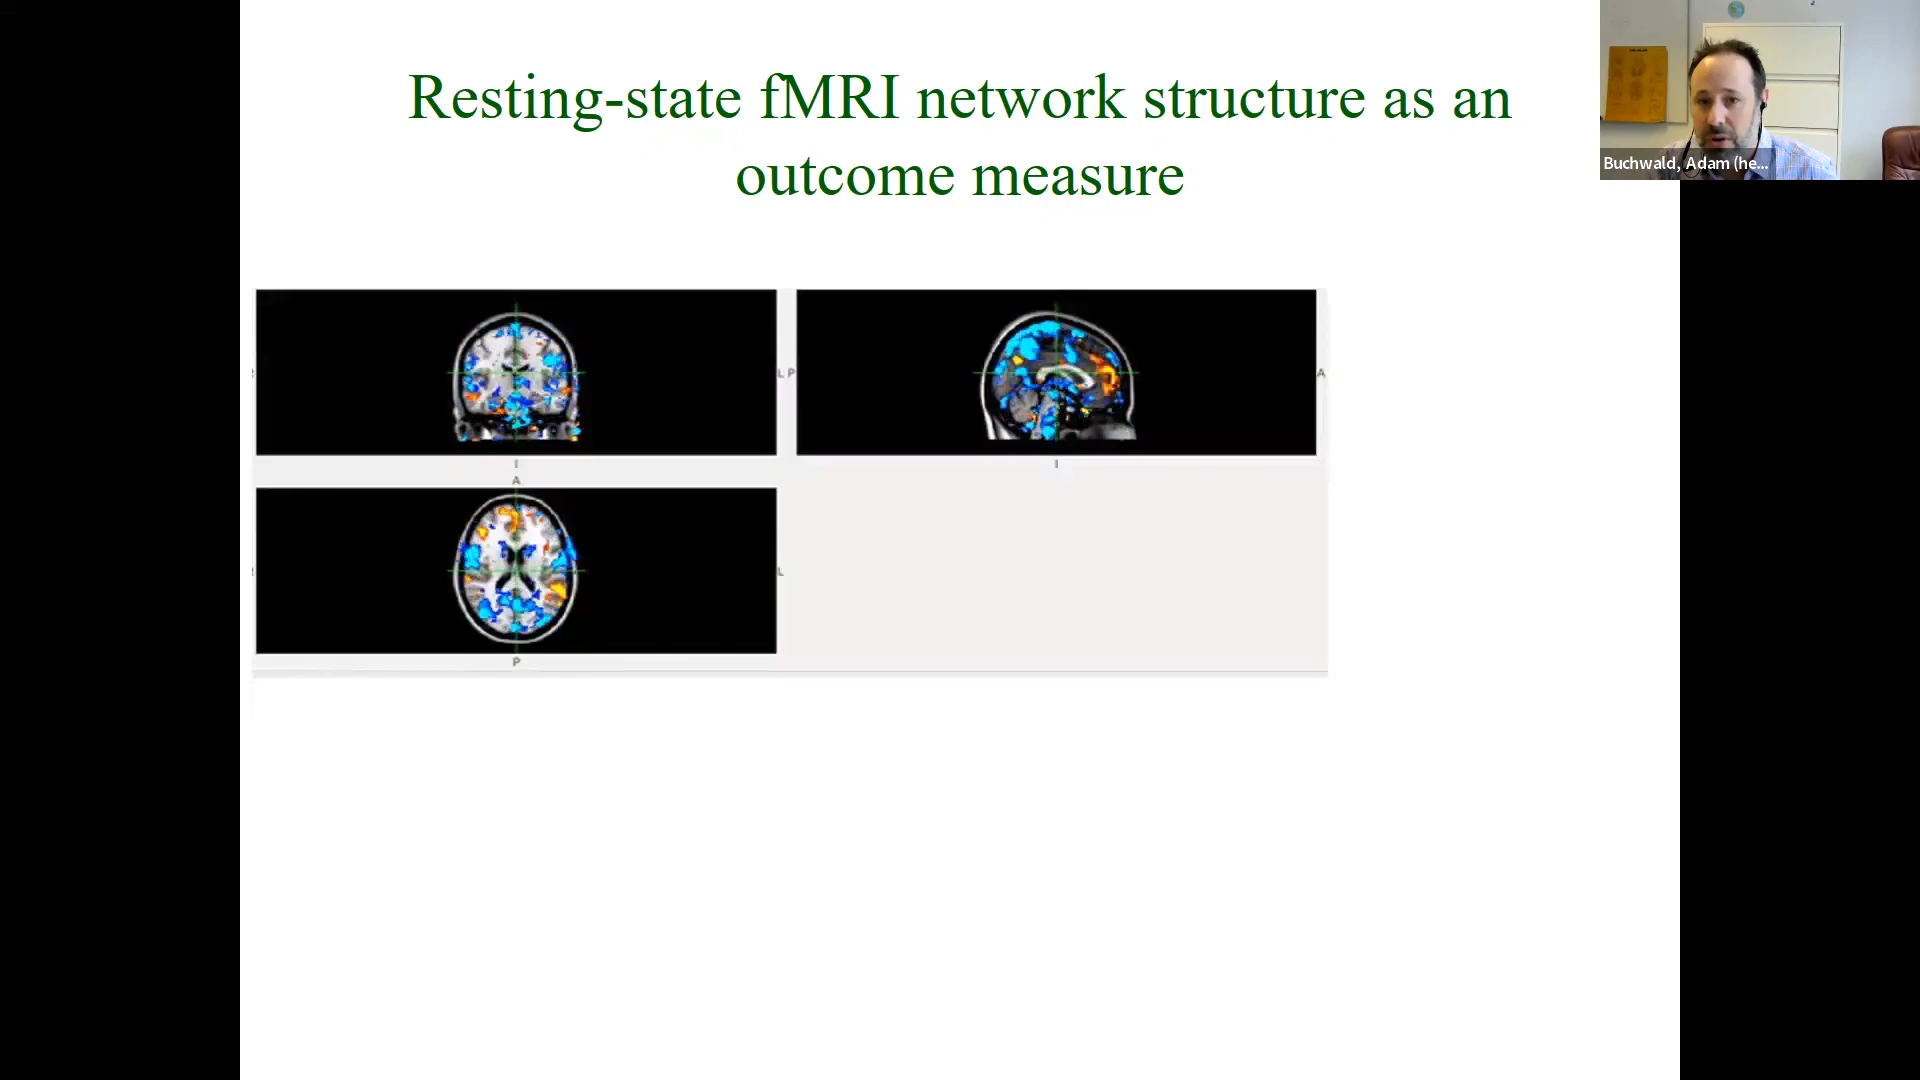 Resting-state fMRI network structure as an
outcome measure
Buchwald, Adam (he...
L P
A
I
I
A
L
P